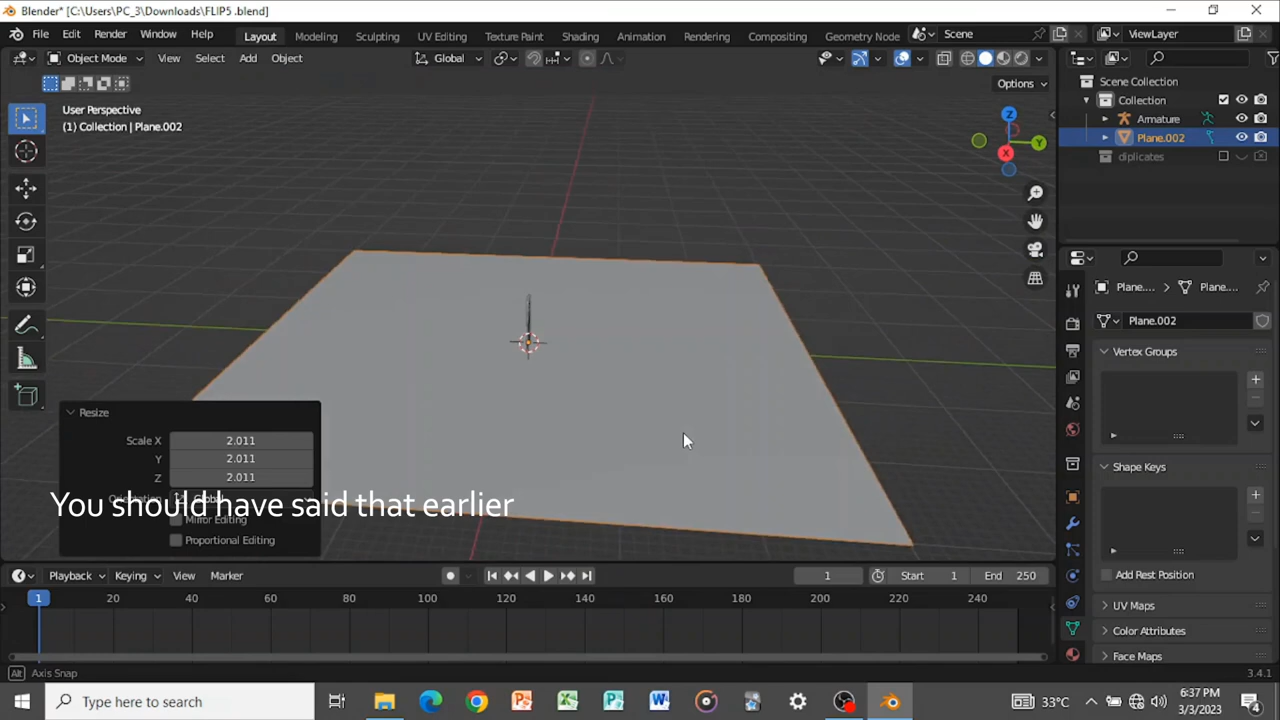 Blender* [C:\Users\PC_3\Downloads\FLIP5 .blend]
File Edit Render Window Help Layout Modeling Sculpting UV Editing Texture Paint Shading Animation Rendering Compositing Geometry Node Scene ViewLayer
Object Mode View Select Add Object Global
Options
User Perspective
(1) Collection | Plane.002
Z
Y
X
Scene Collection
Collection
Armature
Plane.002
diplicates
Plane.... > Plane....
Plane.002
Vertex Groups
Shape Keys
Add Rest Position
UV Maps
Color Attributes
Face Maps
Resize
Scale X 2.011
Y 2.011
Z 2.011
Orientation Global
You should have said that earlier
Mirror Editing
Proportional Editing
Playback Keying View Marker 1 Start 1 End 250
1 20 40 60 80 100 120 140 160 180 200 220 240
Alt Axis Snap 3.4.1
Type here to search
33°C
6:37 PM
3/3/2023
4